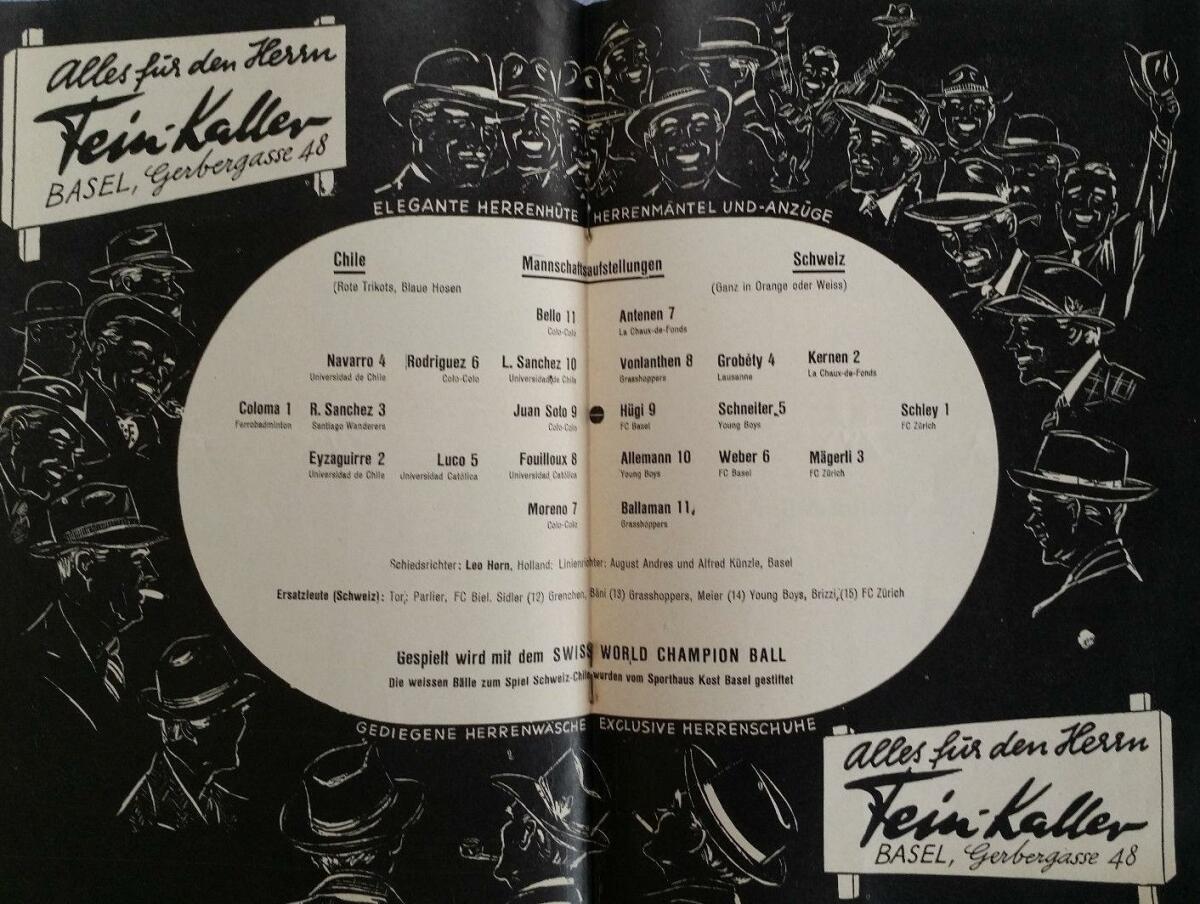 Alles für den Herrn
Fein-Kaller
BASEL, Gerbergasse 48
ELEGANTE HERRENHÜTE HERRENMÄNTEL UND-ANZÜGE
Chile Mannschaftsaufstellungen Schweiz
(Rote Trikots, Blaue Hosen (Ganz in Orange oder Weiss)
Bello 11 Antenen 7
Colo-Colo La Chaux-de-Fonds
Navarro 4 Rodriguez 6 L. Sanchez 10 Vonlanthen 8 Grobéty 4 Kernen 2
Universidad de Chile Colo-Colo Universidad de Chile Grasshoppers Lausanne La Chaux-de-Fonds
Coloma 1 R. Sanchez 3 Juan Soto 9 Hügi 9 Schneiter 5 Schley 1
Ferrobadminton Santiago Wanderers Colo-Colo FC Basel Young Boys FC Zürich
Eyzaguirre 2 Luco 5 Fouilloux 8 Allemann 10 Weber 6 Mägerli 3
Universidad de Chile Universidad Católica Universidad Católica Young Boys FC Basel FC Zürich
Moreno 7 Ballaman 11
Colo-Colo Grasshoppers
Schiedsrichter: Leo Horn, Holland; Linienrichter: August Andres und Alfred Künzle, Basel
Ersatzleute (Schweiz): Tor: Parlier, FC Biel. Sidler (12) Grenchen, Bäni (13) Grasshoppers, Meier (14) Young Boys, Brizzi, (15) FC Zürich
Gespielt wird mit dem SWISS WORLD CHAMPION BALL
Die weissen Bälle zum Spiel Schweiz-Chile wurden vom Sporthaus Kost Basel gestiftet
GEDIEGENE HERRENWÄSCHE EXCLUSIVE HERRENSCHUHE
Alles für den Herrn
Fein-Kaller
BASEL, Gerbergasse 48